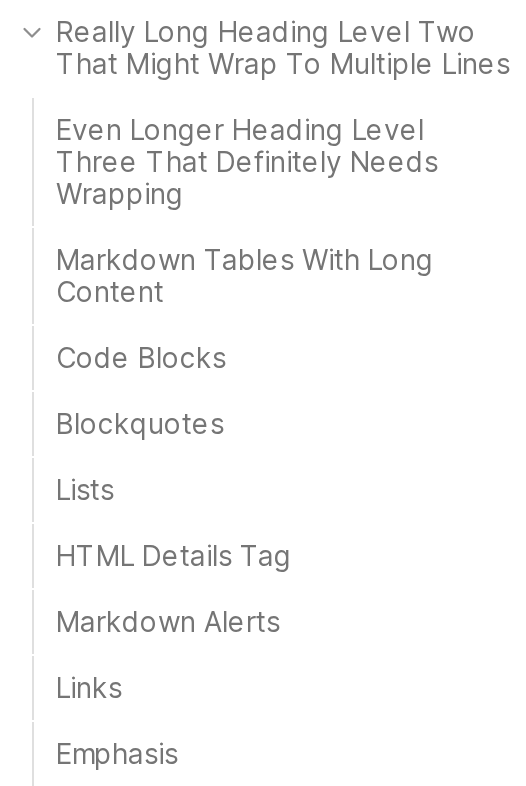 Really Long Heading Level Two
That Might Wrap To Multiple Lines
Even Longer Heading Level
Three That Definitely Needs
Wrapping
Markdown Tables With Long
Content
Code Blocks
Blockquotes
Lists
HTML Details Tag
Markdown Alerts
Links
Emphasis